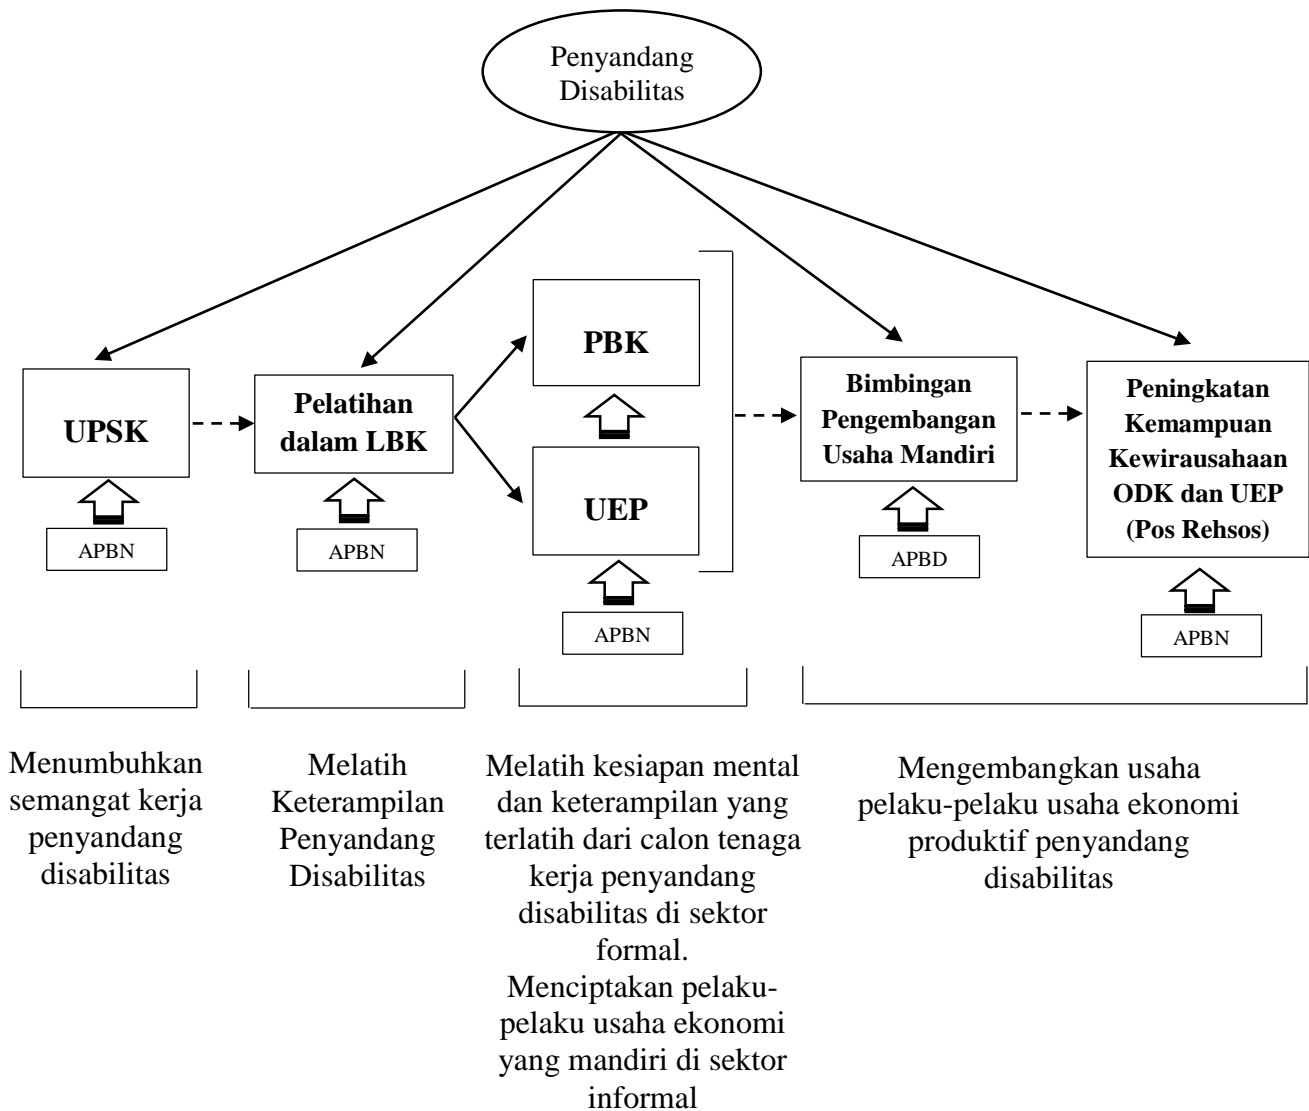 Penyandang
Disabilitas
PBK
UPSK
Pelatihan
dalam LBK
UEP
Bimbingan
Pengembangan
Usaha Mandiri
Peningkatan
Kemampuan
Kewirausahaan
ODK dan UEP
(Pos Rehsos)
APBN
APBN
APBN
APBD
APBN
Menumbuhkan
semangat kerja
penyandang
disabilitas
Melatih
Keterampilan
Penyandang
Disabilitas
Melatih kesiapan mental
dan keterampilan yang
terlatih dari calon tenaga
kerja penyandang
disabilitas di sektor
formal.
Menciptakan pelaku-
pelaku usaha ekonomi
yang mandiri di sektor
informal
Mengembangkan usaha
pelaku-pelaku usaha ekonomi
produktif penyandang
disabilitas